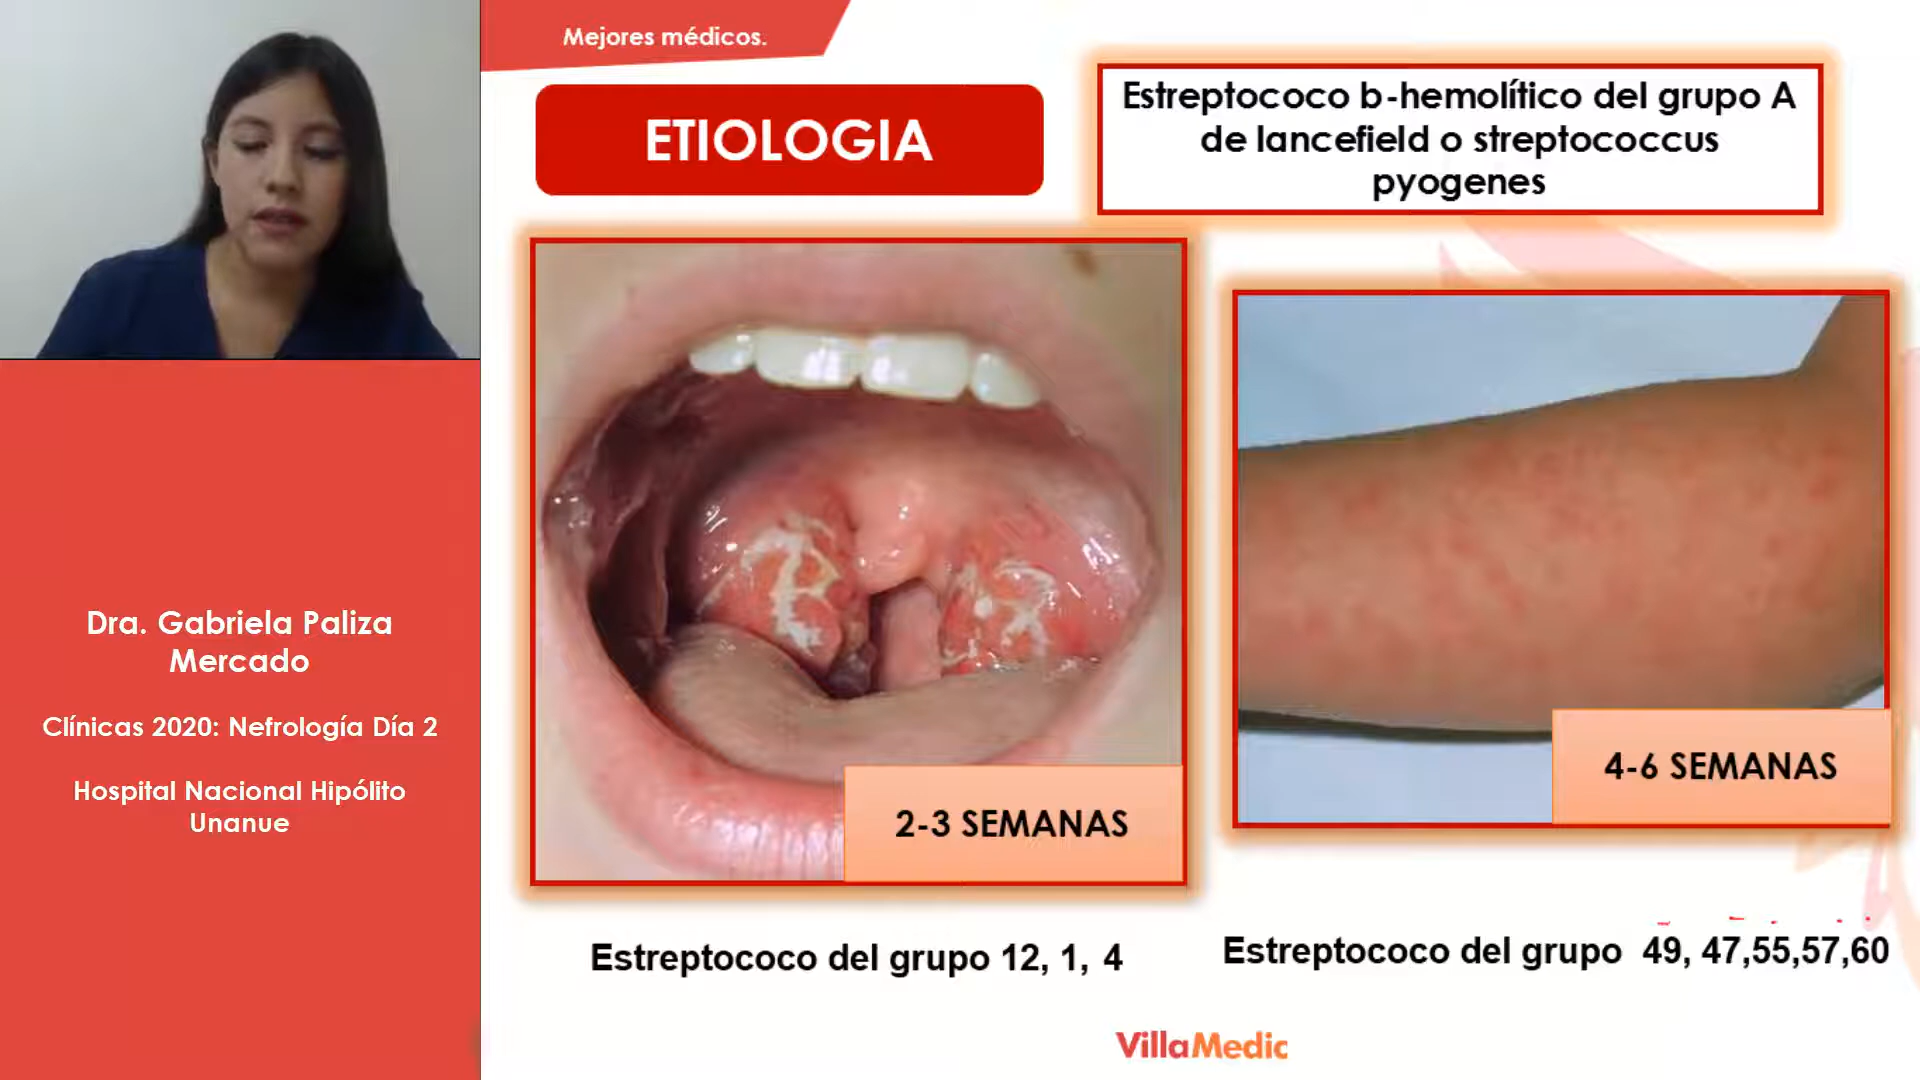 Mejores médicos.
ETIOLOGIA
Estreptococo b-hemolítico del grupo A
de lancefield o streptococcus
pyogenes
2-3 SEMANAS
4-6 SEMANAS
Estreptococo del grupo 12, 1, 4
Estreptococo del grupo 49, 47,55,57,60
Dra. Gabriela Paliza
Mercado
Clínicas 2020: Nefrología Día 2
Hospital Nacional Hipólito
Unanue
VillaMedic